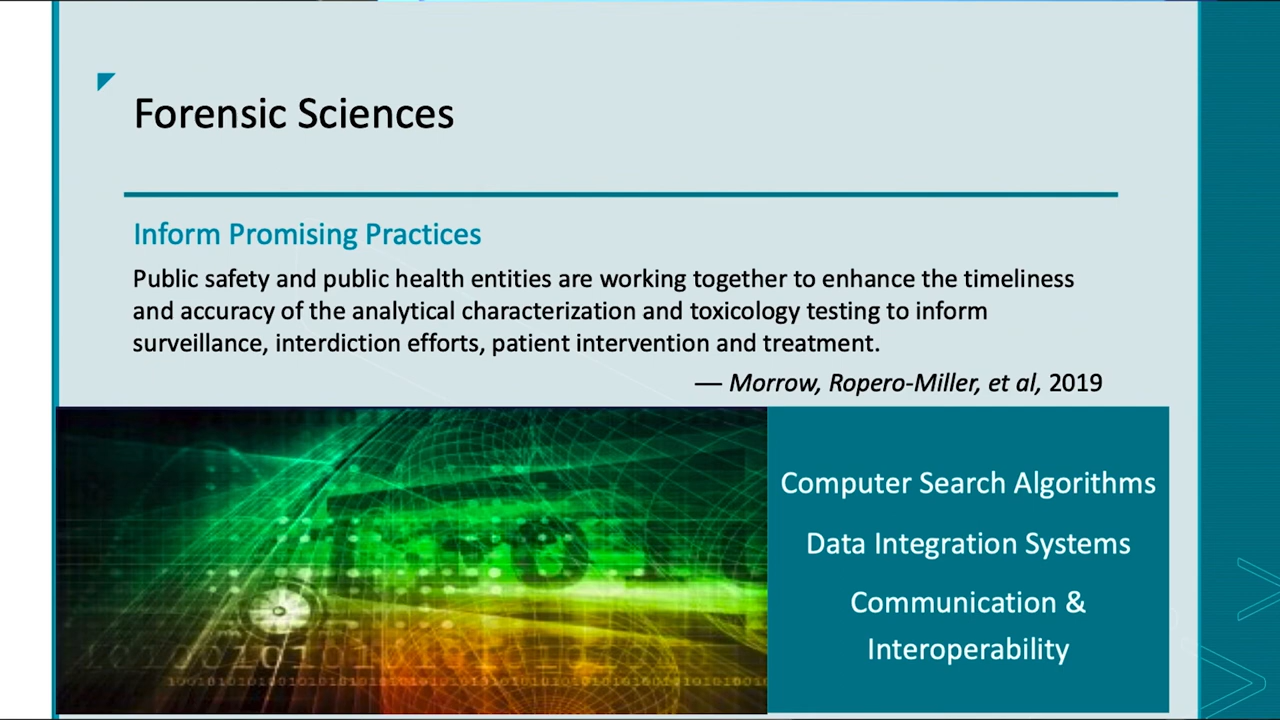 Forensic Sciences
Inform Promising Practices
Public safety and public health entities are working together to enhance the timeliness
and accuracy of the analytical characterization and toxicology testing to inform
surveillance, interdiction efforts, patient intervention and treatment.
— Morrow, Ropero-Miller, et al, 2019
Computer Search Algorithms
Data Integration Systems
Communication &
Interoperability